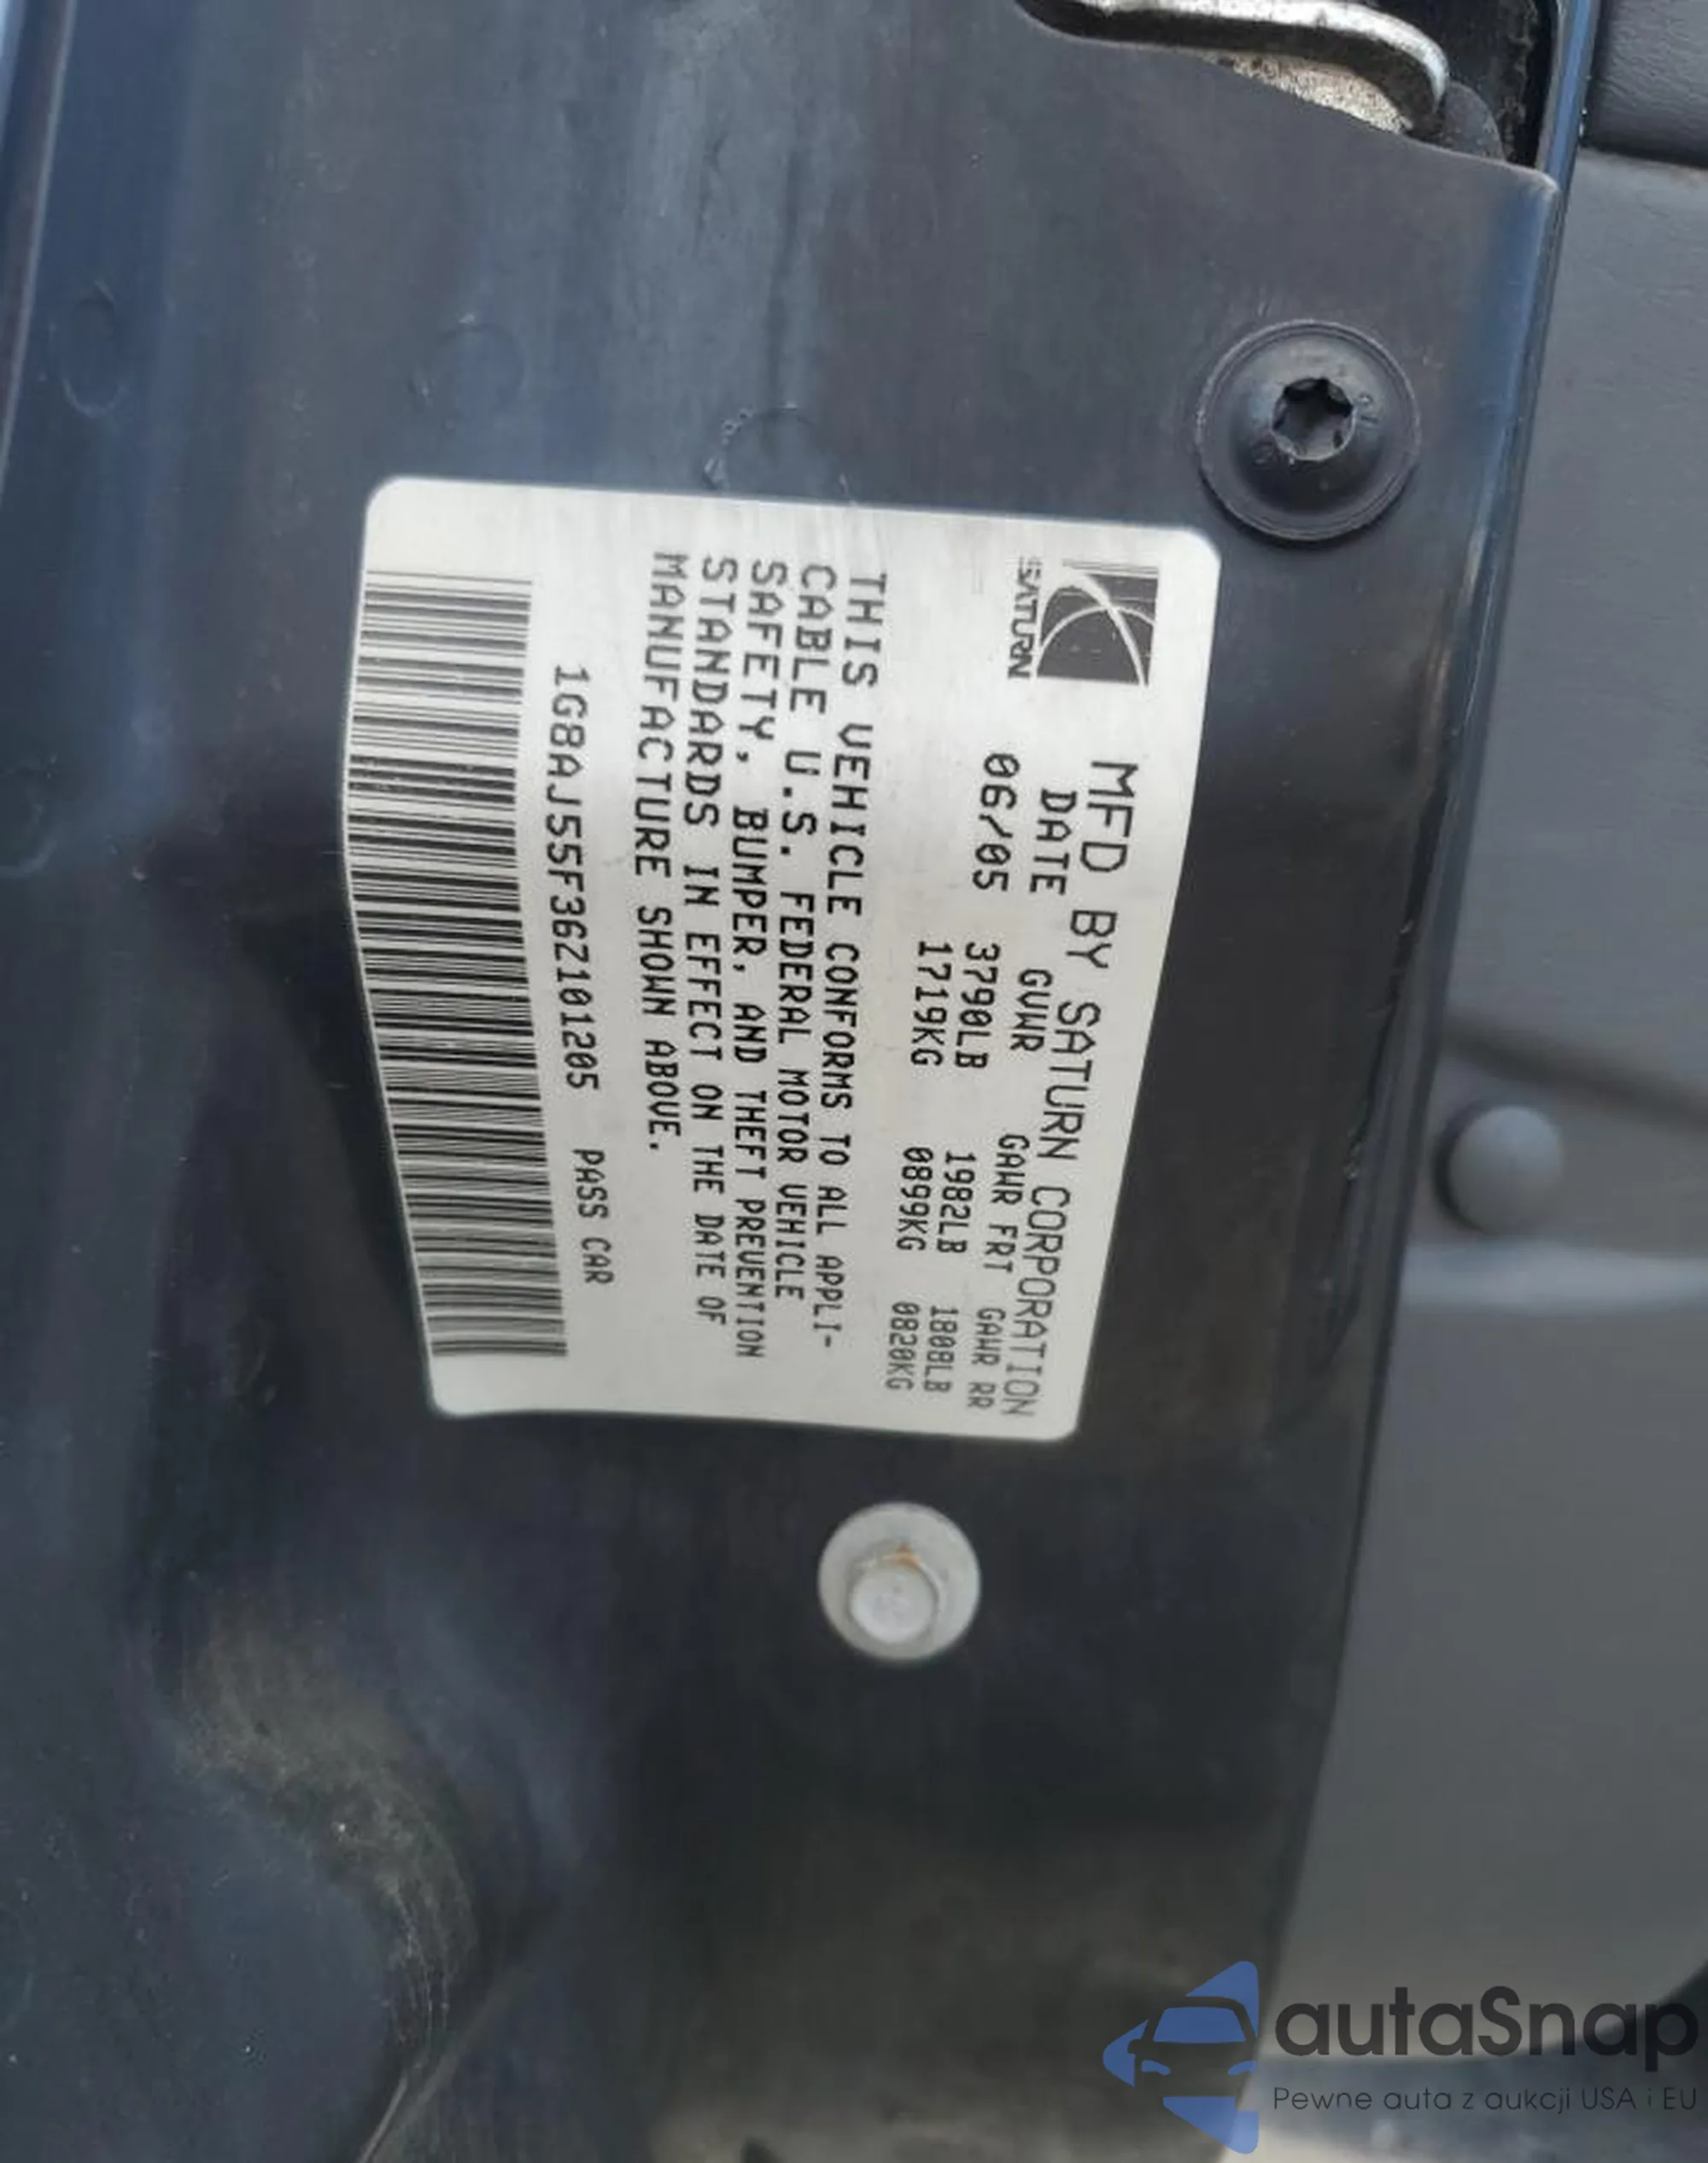 SATURN
MFD BY SATURN CORPORATION
DATE GVWR GAWR FRT GAWR RR
06/05 3790LB 1982LB 1808LB
1719KG 0899KG 0820KG
THIS VEHICLE CONFORMS TO ALL APPLI-
CABLE U.S. FEDERAL MOTOR VEHICLE
SAFETY, BUMPER, AND THEFT PREVENTION
STANDARDS IN EFFECT ON THE DATE OF
MANUFACTURE SHOWN ABOVE.
1G8AJ55F36Z101205 PASS CAR
autaSnap
Pewne auta z aukcji USA i EU